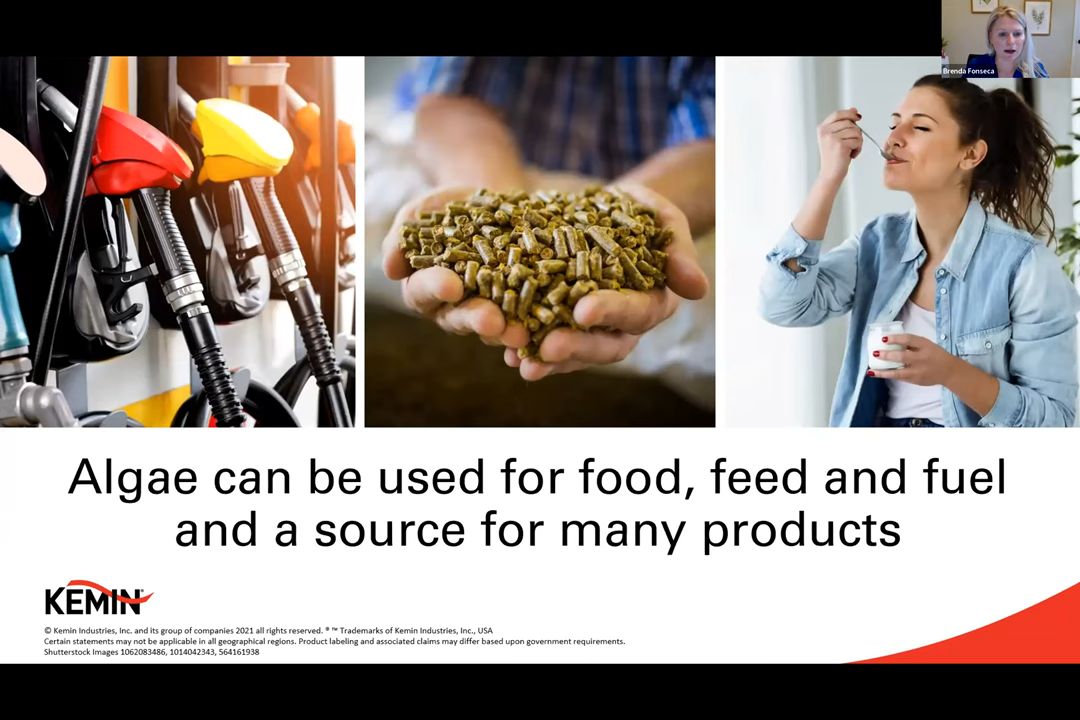 Brenda Fonseca
Algae can be used for food, feed and fuel
and a source for many products
KEMIN®
© Kemin Industries, Inc. and its group of companies 2021 all rights reserved. ® ™ Trademarks of Kemin Industries, Inc., USA
Certain statements may not be applicable in all geographical regions. Product labeling and associated claims may differ based upon government requirements.
Shutterstock Images 1062083486, 1014042343, 564161938